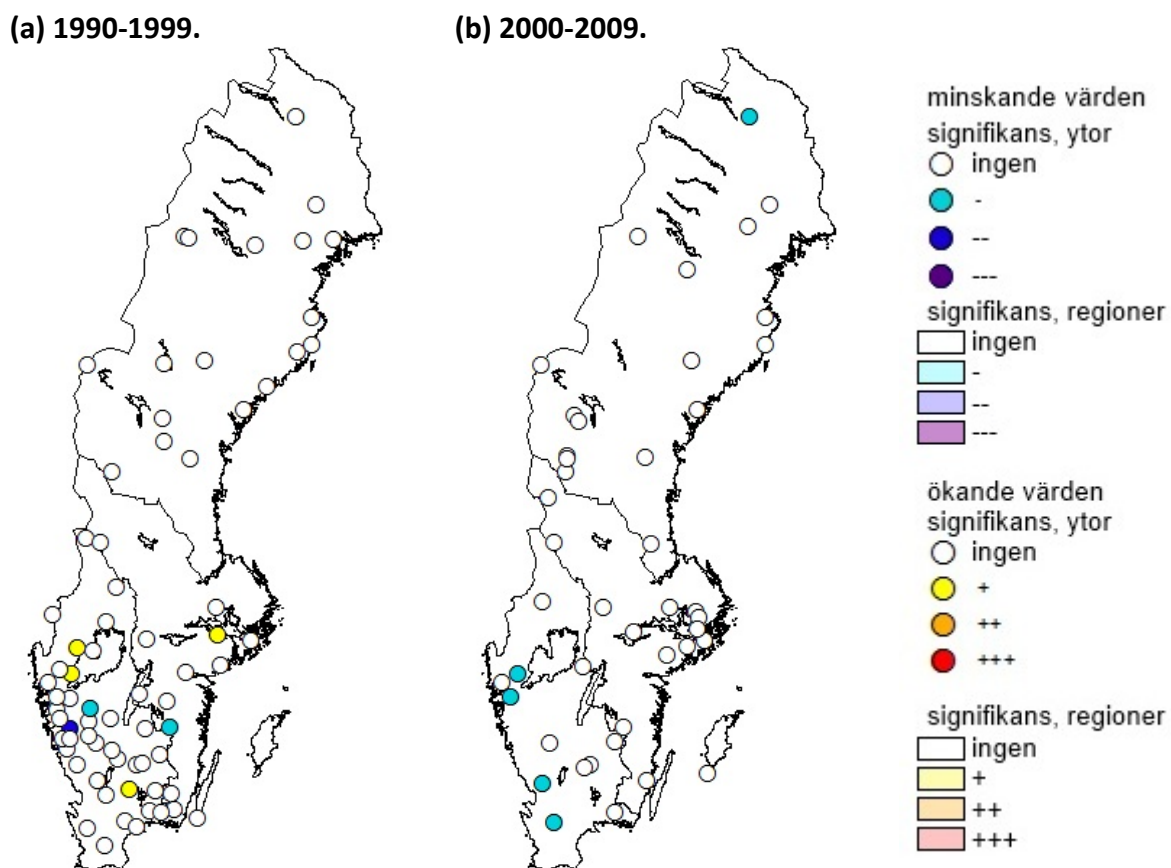 (a) 1990-1999.
(b) 2000-2009.
minskande värden
signifikans, ytor
ingen
-
--
---
signifikans, regioner
ingen
-
--
---
ökande värden
signifikans, ytor
ingen
+
++
+++
signifikans, regioner
ingen
+
++
+++